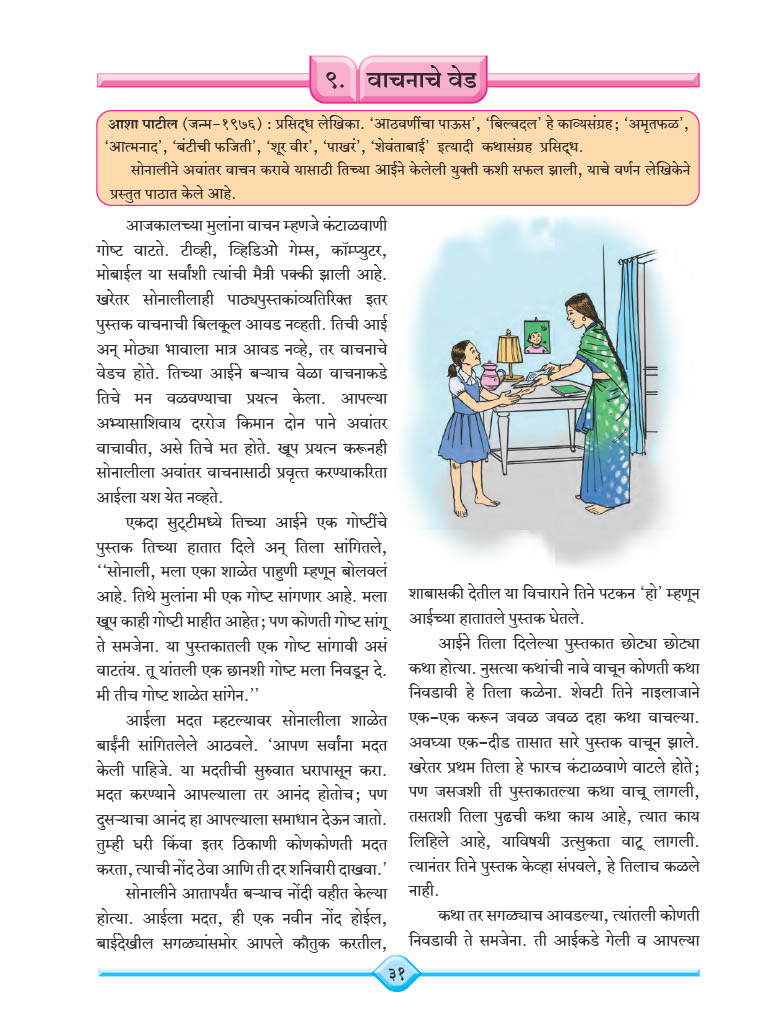 ९. वाचनाचे वेड
आशा पाटील (जन्म-१९७६) : प्रसिद्ध लेखिका. ‘आठवणींचा पाऊस’, ‘बिल्वदल’ हे काव्यसंग्रह; ‘अमृतफळ’,
‘आत्मनाद’, ‘बंटीची फजिती’, ‘शूर वीर’, ‘पाखरं’, ‘शेवंताबाई’ इत्यादी कथासंग्रह प्रसिद्ध.
सोनालीने अवांतर वाचन करावे यासाठी तिच्या आईने केलेली युक्ती कशी सफल झाली, याचे वर्णन लेखिकेने
प्रस्तुत पाठात केले आहे.
आजकालच्या मुलांना वाचन म्हणजे कंटाळवाणी
गोष्ट वाटते. टीव्ही, व्हिडिओ गेम्स, कॉम्प्युटर,
मोबाईल या सर्वांशी त्यांची मैत्री पक्की झाली आहे.
खरेतर सोनालीलाही पाठ्यपुस्तकांव्यतिरिक्त इतर
पुस्तक वाचनाची बिलकूल आवड नव्हती. तिची आई
अन् मोठ्या भावाला मात्र आवड नव्हे, तर वाचनाचे
वेडच होते. तिच्या आईने बऱ्याच वेळा वाचनाकडे
तिचे मन वळवण्याचा प्रयत्न केला. आपल्या
अभ्यासाशिवाय दररोज किमान दोन पाने अवांतर
वाचावीत, असे तिचे मत होते. खूप प्रयत्न करूनही
सोनालीला अवांतर वाचनासाठी प्रवृत्त करण्याकरिता
आईला यश येत नव्हते.
एकदा सुट्टीमध्ये तिच्या आईने एक गोष्टींचे
पुस्तक तिच्या हातात दिले अन् तिला सांगितले,
‘‘सोनाली, मला एका शाळेत पाहुणी म्हणून बोलवलं
आहे. तिथे मुलांना मी एक गोष्ट सांगणार आहे. मला
खूप काही गोष्टी माहीत आहेत; पण कोणती गोष्ट सांगू
ते समजेना. या पुस्तकातली एक गोष्ट सांगावी असं
वाटतंय. तू यांतली एक छानशी गोष्ट मला निवडून दे.
मी तीच गोष्ट शाळेत सांगेन.’’
आईला मदत म्हटल्यावर सोनालीला शाळेत
बाईंनी सांगितलेले आठवले. ‘आपण सर्वांना मदत
केली पाहिजे. या मदतीची सुरुवात घरापासून करा.
मदत करण्याने आपल्याला तर आनंद होतोच; पण
दुसऱ्याचा आनंद हा आपल्याला समाधान देऊन जातो.
तुम्ही घरी किंवा इतर ठिकाणी कोणकोणती मदत
करता, त्याची नोंद ठेवा आणि ती दर शनिवारी दाखवा.’
सोनालीने आतापर्यंत बऱ्याच नोंदी वहीत केल्या
होत्या. आईला मदत, ही एक नवीन नोंद होईल,
बाईदेखील सगळ्यांसमोर आपले कौतुक करतील,
शाबासकी देतील या विचाराने तिने पटकन ‘हो’ म्हणून
आईच्या हातातले पुस्तक घेतले.
आईने तिला दिलेल्या पुस्तकात छोट्या छोट्या
कथा होत्या. नुसत्या कथांची नावे वाचून कोणती कथा
निवडावी हे तिला कळेना. शेवटी तिने नाइलाजाने
एक-एक करून जवळ जवळ दहा कथा वाचल्या.
अवघ्या एक-दीड तासात सारे पुस्तक वाचून झाले.
खरेतर प्रथम तिला हे फारच कंटाळवाणे वाटले होते;
पण जसजशी ती पुस्तकातल्या कथा वाचू लागली,
तसतशी तिला पुढची कथा काय आहे, त्यात काय
लिहिले आहे, याविषयी उत्सुकता वाटू लागली.
त्यानंतर तिने पुस्तक केव्हा संपवले, हे तिलाच कळले
नाही.
कथा तर सगळ्याच आवडल्या, त्यांतली कोणती
निवडावी ते समजेना. ती आईकडे गेली व आपल्या
३१